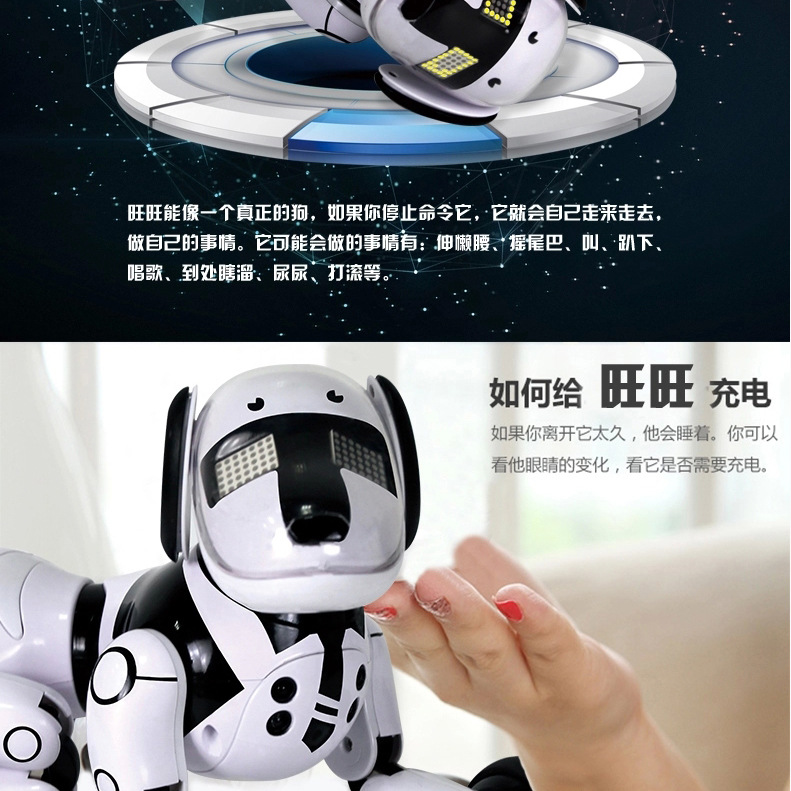 旺旺能像一个真正的狗，如果你停止命令它，它就会自己走来走去，
做自己的事情。它可能会做的事情有：伸懒腰、摇尾巴、叫、趴下、
唱歌、到处瞎溜、尿尿、打滚等。
如何给 旺旺 充电
如果你离开它太久，他会睡着。你可以
看他眼睛的变化，看它是否需要充电。